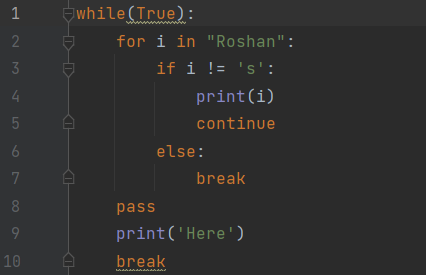 1 while(True):
2     for i in "Roshan":
3         if i != 's':
4             print(i)
5             continue
6         else:
7             break
8     pass
9     print('Here')
10     break